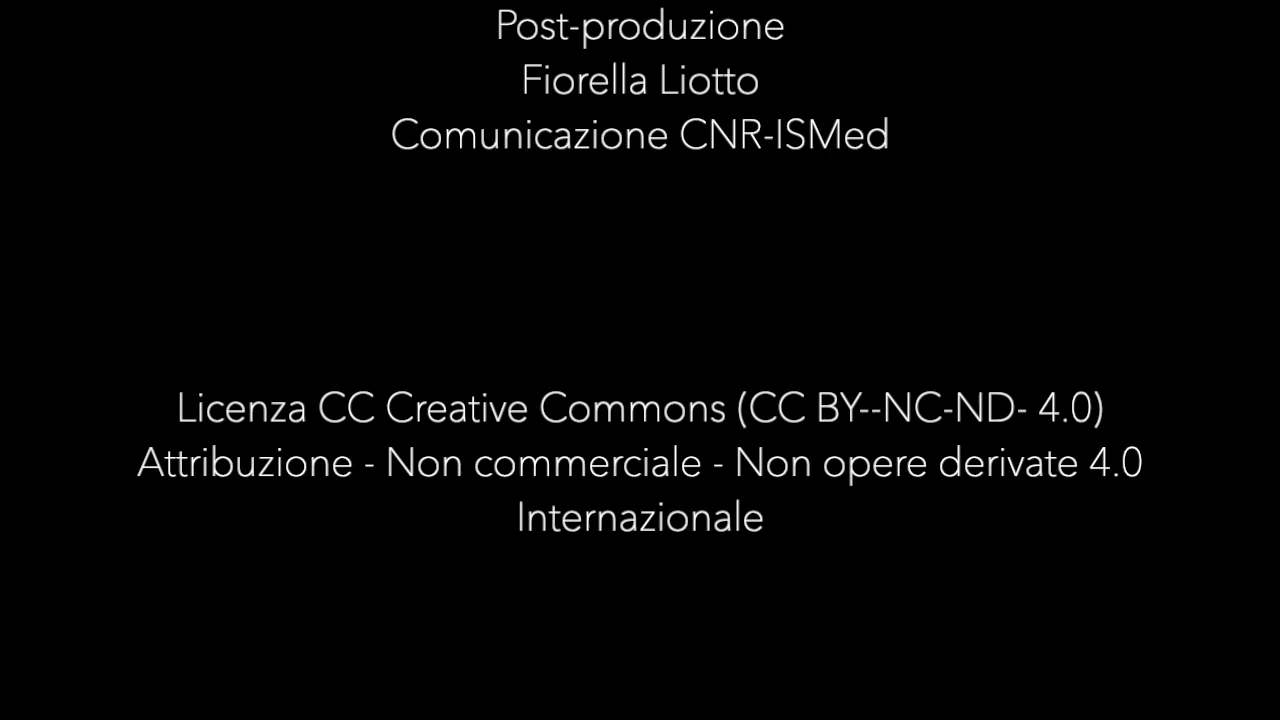 Post-produzione
Fiorella Liotto
Comunicazione CNR-ISMed
Licenza CC Creative Commons (CC BY--NC-ND- 4.0)
Attribuzione - Non commerciale - Non opere derivate 4.0
Internazionale